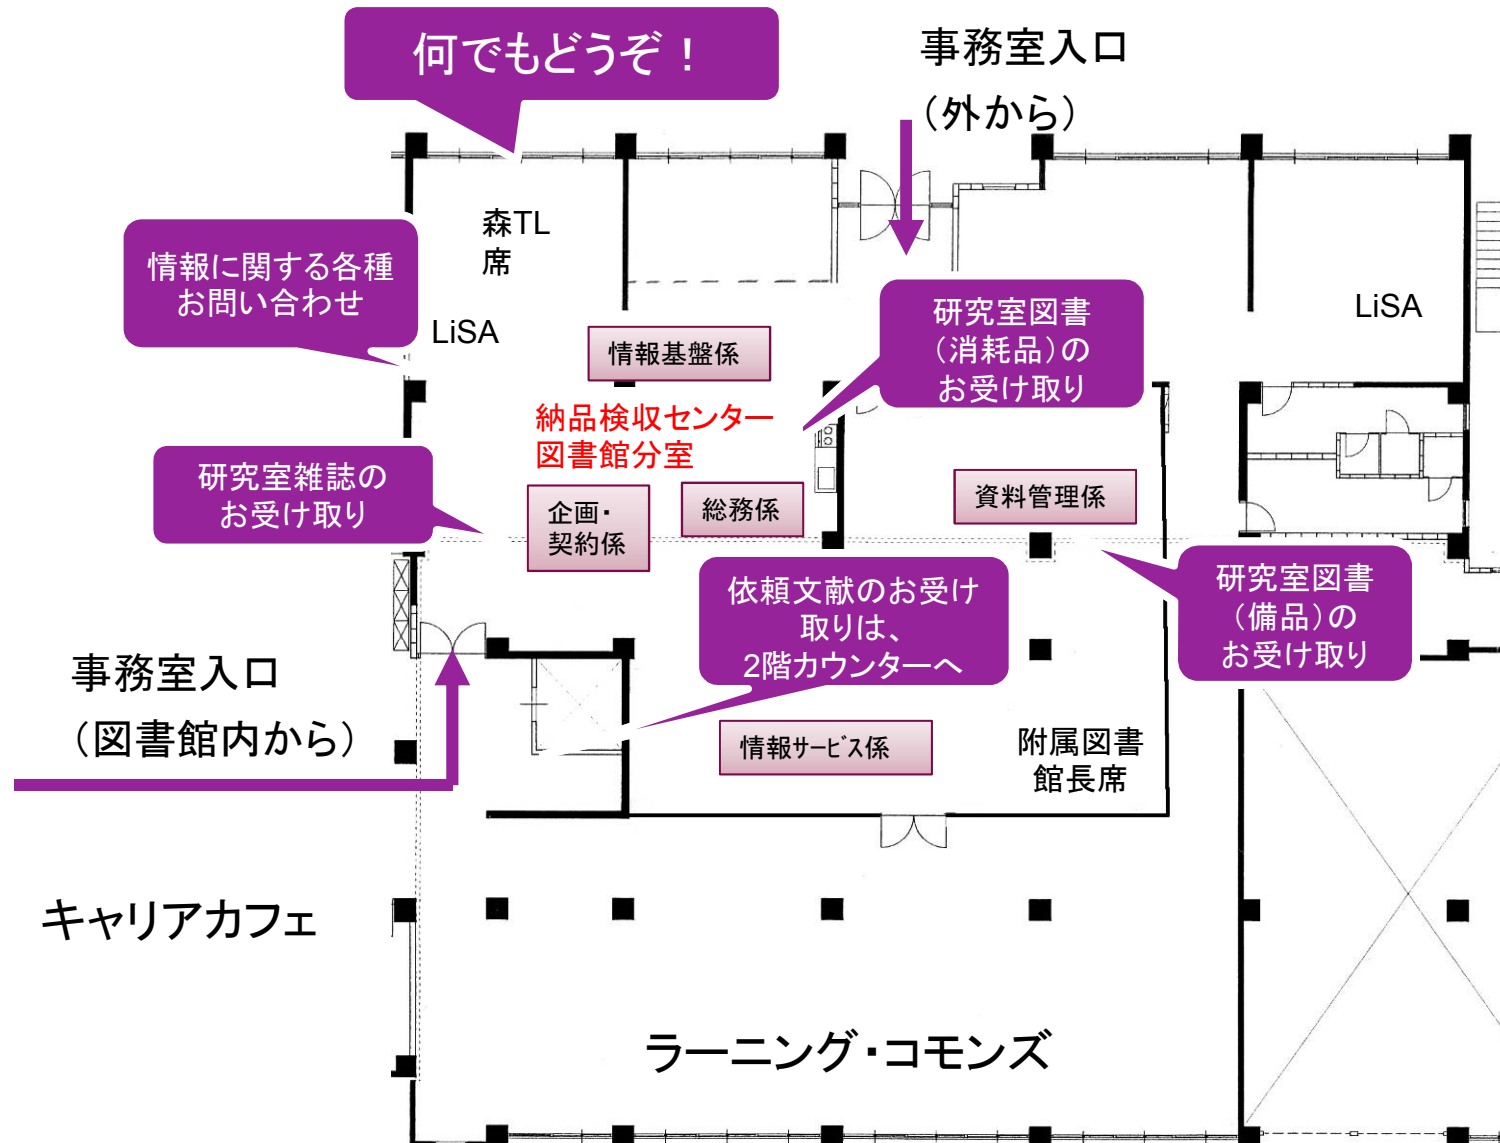 何でもどうぞ！
事務室入口
（外から）
森TL
席
情報に関する各種
お問い合わせ
LiSA
情報基盤係
研究室図書
（消耗品）の
お受け取り
LiSA
納品検収センター
図書館分室
研究室雑誌の
お受け取り
企画・
契約係
総務係
資料管理係
依頼文献のお受け
取りは、
2階カウンターへ
研究室図書
（備品）の
お受け取り
事務室入口
（図書館内から）
情報サービス係
附属図書
館長席
キャリアカフェ
ラーニング・コモンズ